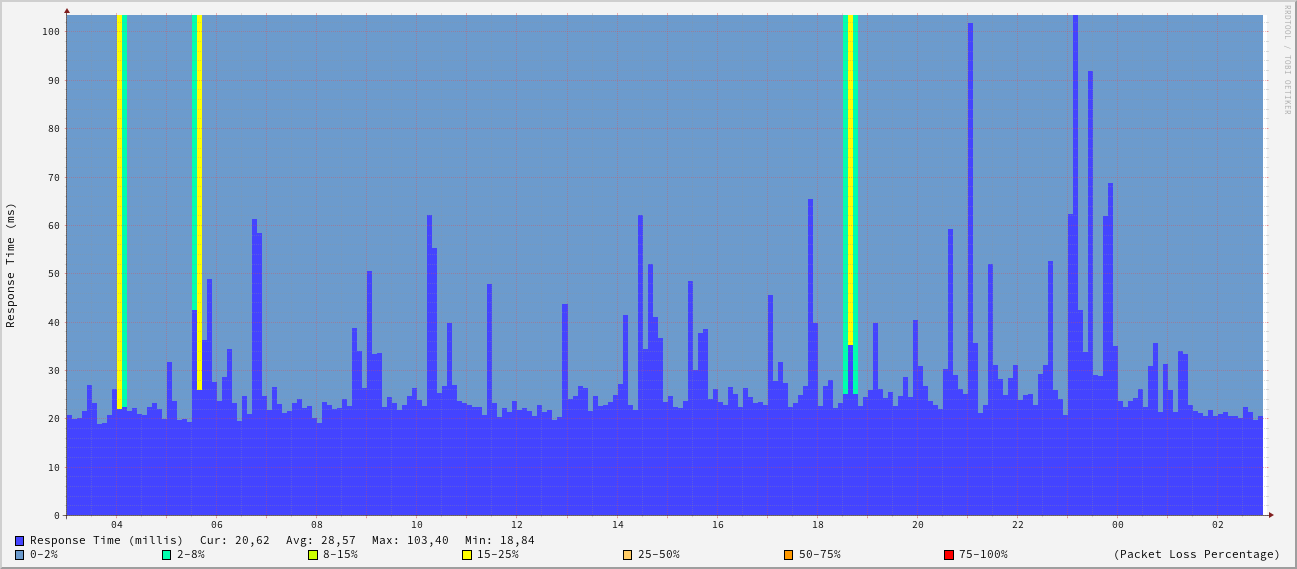 RRDTOOL / TOBI OETIKER
Response Time (ms)
100
90
80
70
60
50
40
30
20
10
0
04 06 08 10 12 14 16 18 20 22 00 02
Response Time (millis) Cur: 20,62 Avg: 28,57 Max: 103,40 Min: 18,84
0-2% 2-8% 8-15% 15-25% 25-50% 50-75% 75-100% (Packet Loss Percentage)